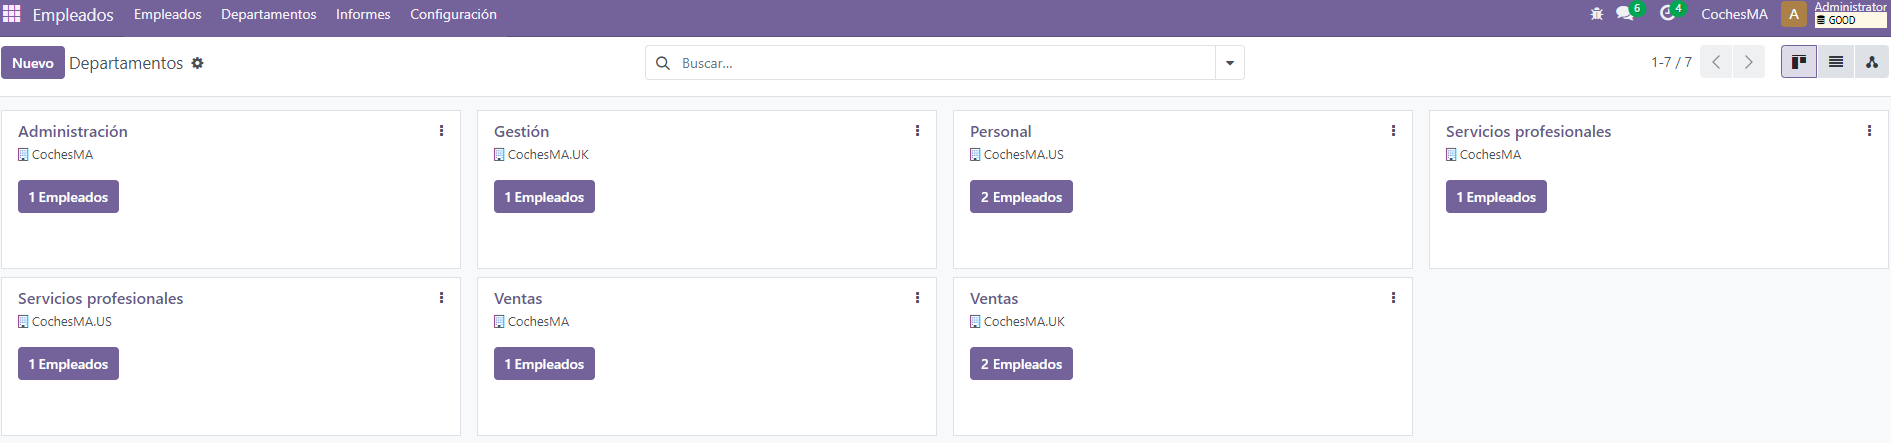 Empleados Empleados Departamentos Informes Configuración 6 4 CochesMA A Administrator
GOOD
Nuevo Departamentos Buscar... 1-7 / 7
Administración
CochesMA
1 Empleados
Gestión
CochesMA.UK
1 Empleados
Personal
CochesMA.US
2 Empleados
Servicios profesionales
CochesMA
1 Empleados
Servicios profesionales
CochesMA.US
1 Empleados
Ventas
CochesMA
1 Empleados
Ventas
CochesMA.UK
2 Empleados